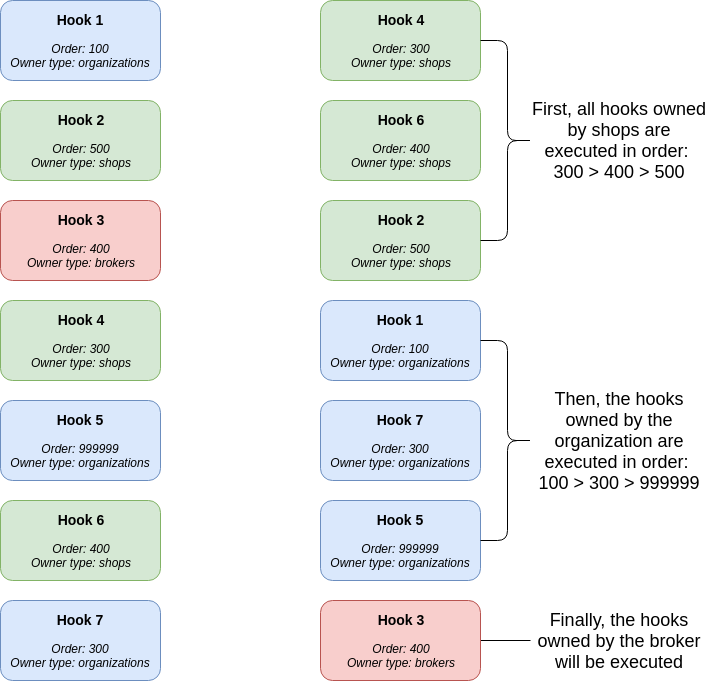 Hook 1
Order: 100
Owner type: organizations
Hook 2
Order: 500
Owner type: shops
Hook 3
Order: 400
Owner type: brokers
Hook 4
Order: 300
Owner type: shops
Hook 5
Order: 999999
Owner type: organizations
Hook 6
Order: 400
Owner type: shops
Hook 7
Order: 300
Owner type: organizations
Hook 4
Order: 300
Owner type: shops
Hook 6
Order: 400
Owner type: shops
Hook 2
Order: 500
Owner type: shops
First, all hooks owned
by shops are
executed in order:
300 > 400 > 500
Hook 1
Order: 100
Owner type: organizations
Hook 7
Order: 300
Owner type: organizations
Hook 5
Order: 999999
Owner type: organizations
Then, the hooks
owned by the
organization are
executed in order:
100 > 300 > 999999
Hook 3
Order: 400
Owner type: brokers
Finally, the hooks
owned by the broker
will be executed